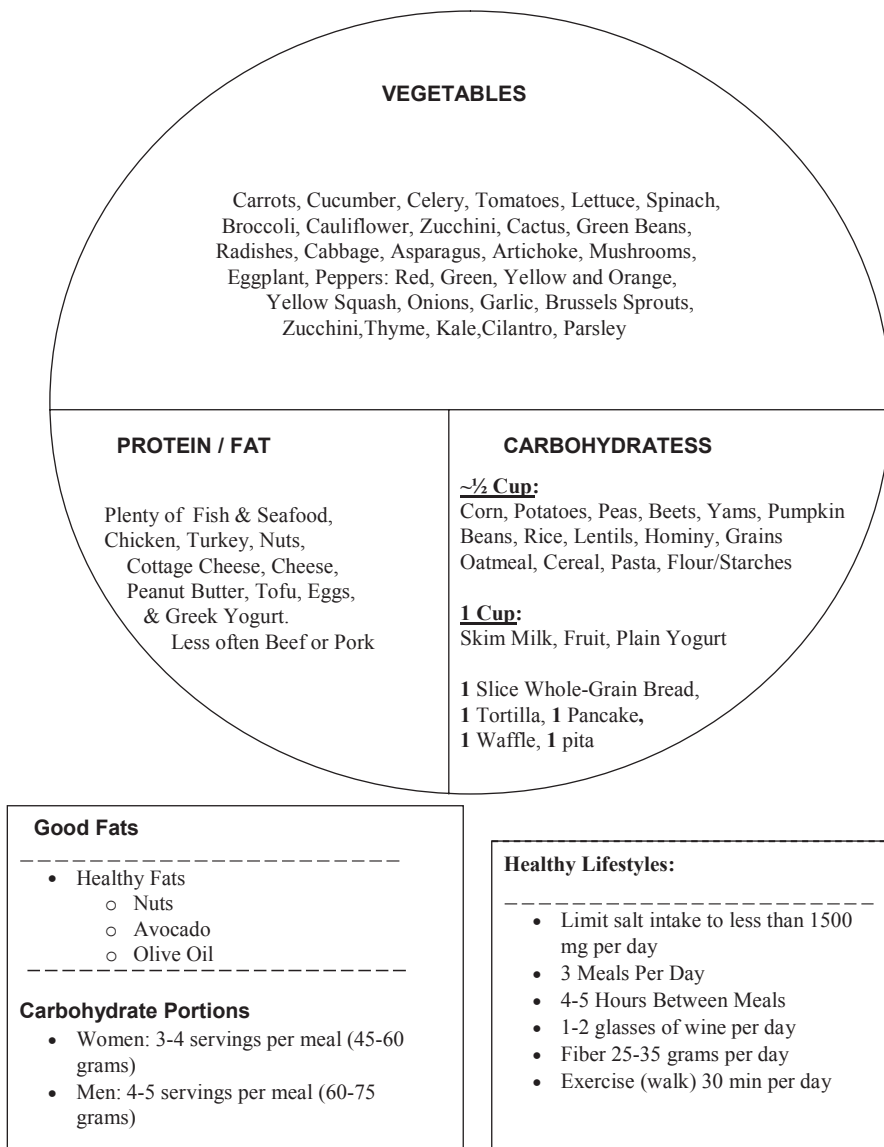 VEGETABLES
Carrots, Cucumber, Celery, Tomatoes, Lettuce, Spinach,
Broccoli, Cauliflower, Zucchini, Cactus, Green Beans,
Radishes, Cabbage, Asparagus, Artichoke, Mushrooms,
Eggplant, Peppers: Red, Green, Yellow and Orange,
Yellow Squash, Onions, Garlic, Brussels Sprouts,
Zucchini,Thyme, Kale,Cilantro, Parsley
PROTEIN / FAT
Plenty of Fish & Seafood,
Chicken, Turkey, Nuts,
Cottage Cheese, Cheese,
Peanut Butter, Tofu, Eggs,
& Greek Yogurt.
Less often Beef or Pork
CARBOHYDRATESS
~½ Cup:
Corn, Potatoes, Peas, Beets, Yams, Pumpkin
Beans, Rice, Lentils, Hominy, Grains
Oatmeal, Cereal, Pasta, Flour/Starches
1 Cup:
Skim Milk, Fruit, Plain Yogurt
1 Slice Whole-Grain Bread,
1 Tortilla, 1 Pancake,
1 Waffle, 1 pita
Good Fats
• Healthy Fats
o Nuts
o Avocado
o Olive Oil
Carbohydrate Portions
• Women: 3-4 servings per meal (45-60
grams)
• Men: 4-5 servings per meal (60-75
grams)
Healthy Lifestyles:
• Limit salt intake to less than 1500
mg per day
• 3 Meals Per Day
• 4-5 Hours Between Meals
• 1-2 glasses of wine per day
• Fiber 25-35 grams per day
• Exercise (walk) 30 min per day